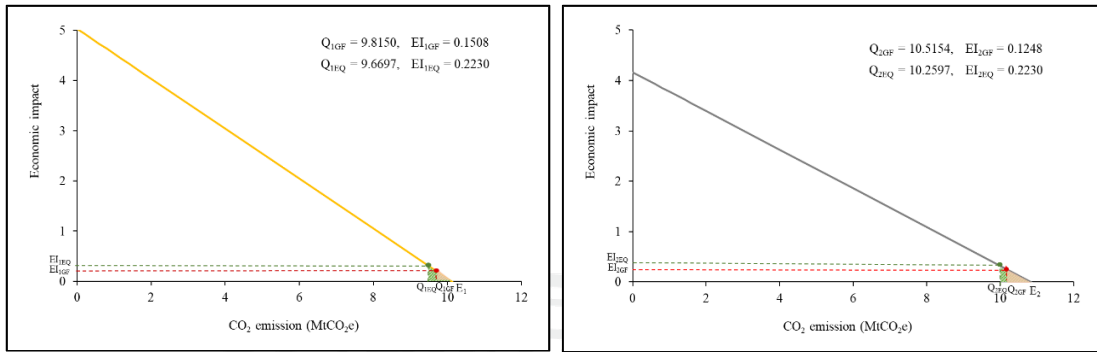 5
4
3
2
1
0
Economic impact
Q₁GF = 9.8150, EI₁GF = 0.1508
Q₁EQ = 9.6697, EI₁EQ = 0.2230
EI₁EQ
EI₁GF
Q₁EQ Q₁GF E₁
0 2 4 6 8 10 12
CO₂ emission (MtCO₂e)
5
4
3
2
1
0
Economic impact
Q₂GF = 10.5154, EI₂GF = 0.1248
Q₂EQ = 10.2597, EI₂EQ = 0.2230
EI₂EQ
EI₂GF
Q₂EQ Q₂GF E₂
0 2 4 6 8 10 12
CO₂ emission (MtCO₂e)